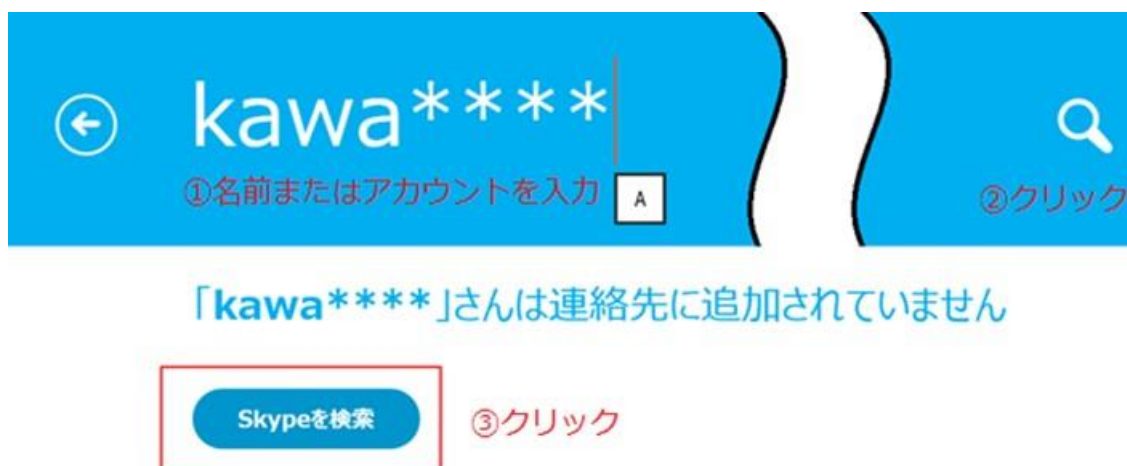 kawa****
①名前またはアカウントを入力 A
②クリック
「kawa****」さんは連絡先に追加されていません
Skypeを検索 ③クリック